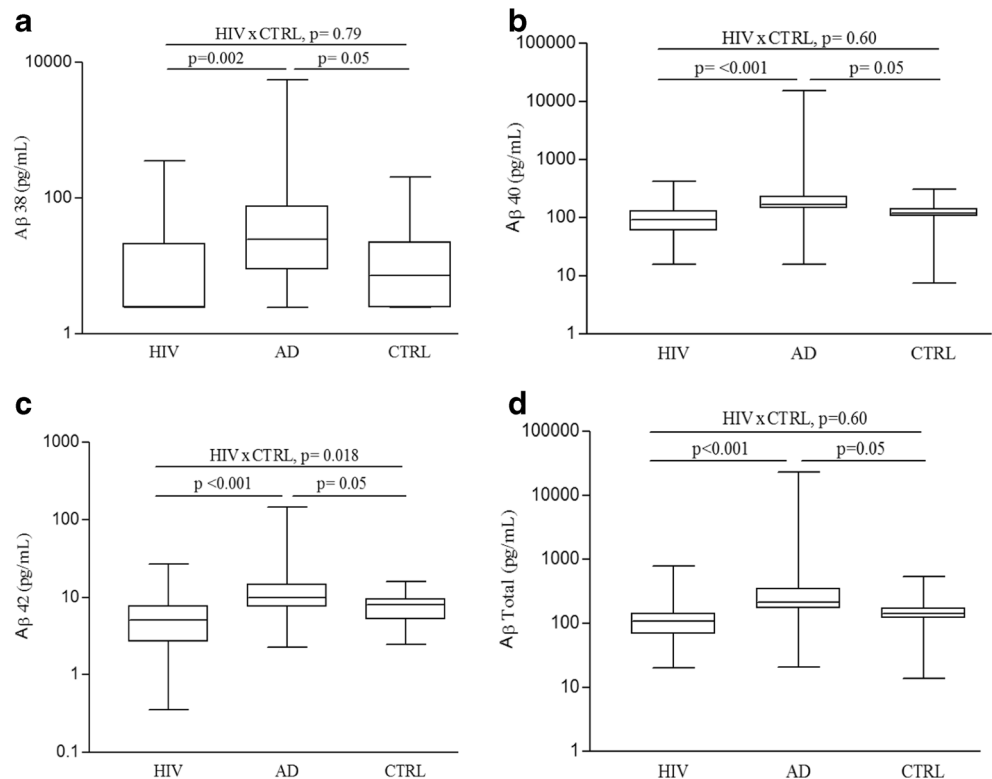 a
HIV x CTRL, p= 0.79
p=0.002
p= 0.05
10000
100
1
Aβ 38 (pg/mL)
HIV
AD
CTRL
b
HIV x CTRL, p= 0.60
p= <0.001
p= 0.05
100000
10000
1000
100
10
1
Aβ 40 (pg/mL)
HIV
AD
CTRL
c
HIV x CTRL, p= 0.018
p <0.001
p= 0.05
1000
100
10
1
0.1
Aβ 42 (pg/mL)
HIV
AD
CTRL
d
HIV x CTRL, p=0.60
p<0.001
p=0.05
100000
10000
1000
100
10
1
Aβ Total (pg/mL)
HIV
AD
CTRL